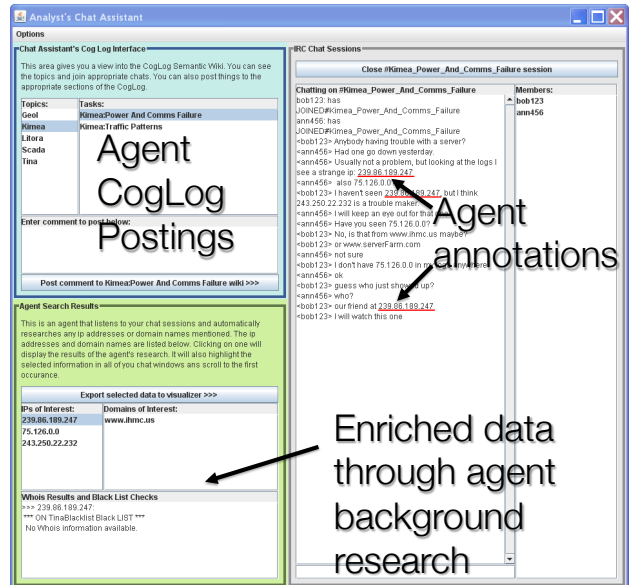 Analyst's Chat Assistant
Options
Chat Assistant's Cog Log Interface
This area gives you a view into the CogLog Semantic Wiki. You can see
the topics and join appropriate chats. You can also post things to the
appropriate sections of the CogLog.
Topics: Tasks:
Geol Kimea:Power And Comms Failure
Kimea Kimea:Traffic Patterns
Litora
Scada
Tina
Agent
CogLog
Postings
Enter comment to post below:
Post comment to Kimea:Power And Comms Failure wiki >>>
Agent Search Results
This is an agent that listens to your chat sessions and automatically
researches any ip addresses or domain names mentioned. The ip
addresses and domain names are listed below. Clicking on one will
display the results of the agent's research. It will also highlight the
selected information in all of you chat windows ans scroll to the first
occurance.
Export selected data to visualizer >>>
IPs of Interest: Domains of Interest:
239.86.189.247 www.ihmc.us
75.126.0.0
243.250.22.232
Whois Results and Black List Checks
>>> 239.86.189.247:
*** ON TinaBlacklist Black LIST ***
No Whois information available.
IRC Chat Sessions
Close #Kimea_Power_And_Comms_Failure session
Chatting on #Kimea_Power_And_Comms_Failure
bob123: has
JOINED#Kimea_Power_And_Comms_Failure
ann456: has
JOINED#Kimea_Power_And_Comms_Failure
<bob123> Anybody having trouble with a server?
<ann456> Had one go down yesterday.
<ann456> Usually not a problem, but looking at the logs I
see a strange ip: 239.86.189.247
<ann456> also 75.126.0.0
<bob123> I haven't seen 239.86.189.247, but I think
243.250.22.232 is a trouble maker.
<ann456> I will keep an eye out for that one
<ann456> Have you seen 75.126.0.0?
<bob123> No, is that from www.ihmc.us maybe?
<bob123> or www.serverFarm.com
<ann456> not sure
<bob123> I don't have 75.126.0.0 in my logs anywhere
<ann456> ok
<bob123> guess who just showed up?
<ann456> who?
<bob123> our friend at 239.86.189.247
<bob123> I will watch this one
Members:
bob123
ann456
Agent
annotations
Enriched data
through agent
background
research